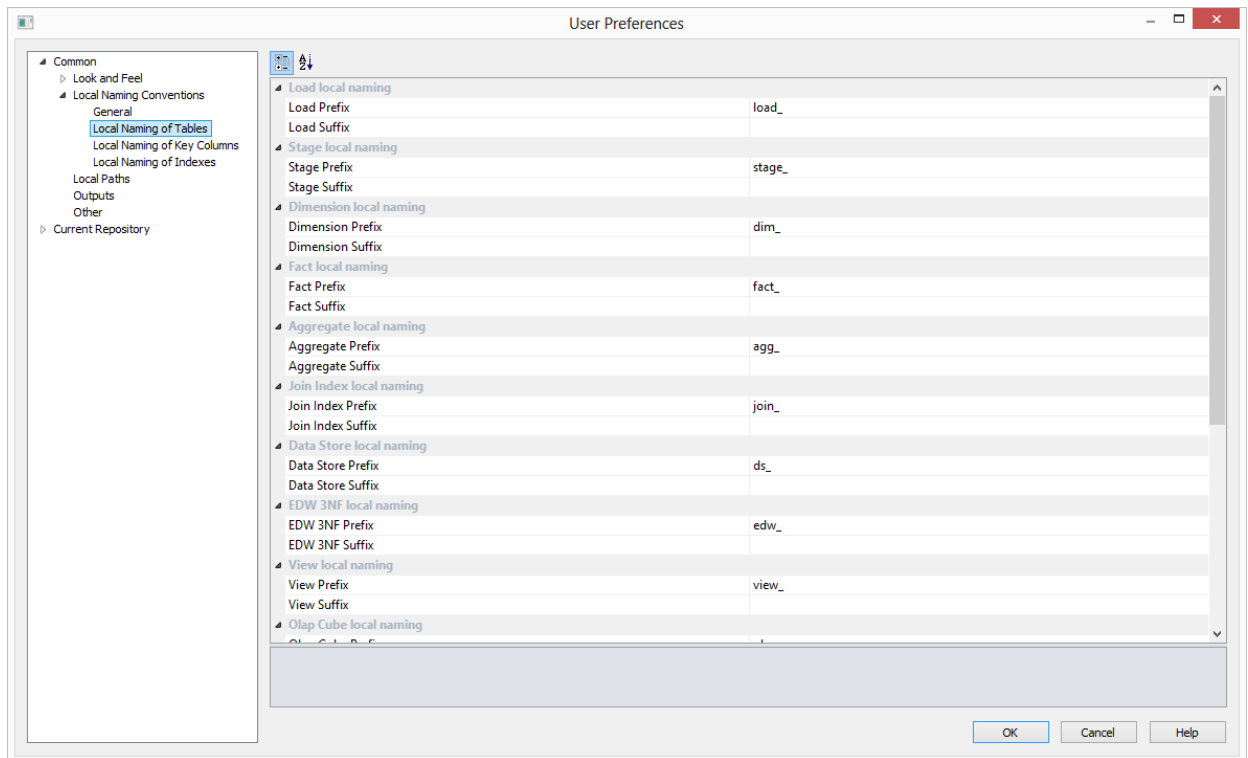 User Preferences
Common
Look and Feel
Local Naming Conventions
General
Local Naming of Tables
Local Naming of Key Columns
Local Naming of Indexes
Local Paths
Outputs
Other
Current Repository
Load local naming
Load Prefix load_
Load Suffix
Stage local naming
Stage Prefix stage_
Stage Suffix
Dimension local naming
Dimension Prefix dim_
Dimension Suffix
Fact local naming
Fact Prefix fact_
Fact Suffix
Aggregate local naming
Aggregate Prefix agg_
Aggregate Suffix
Join Index local naming
Join Index Prefix join_
Join Index Suffix
Data Store local naming
Data Store Prefix ds_
Data Store Suffix
EDW 3NF local naming
EDW 3NF Prefix edw_
EDW 3NF Suffix
View local naming
View Prefix view_
View Suffix
Olap Cube local naming
OK Cancel Help